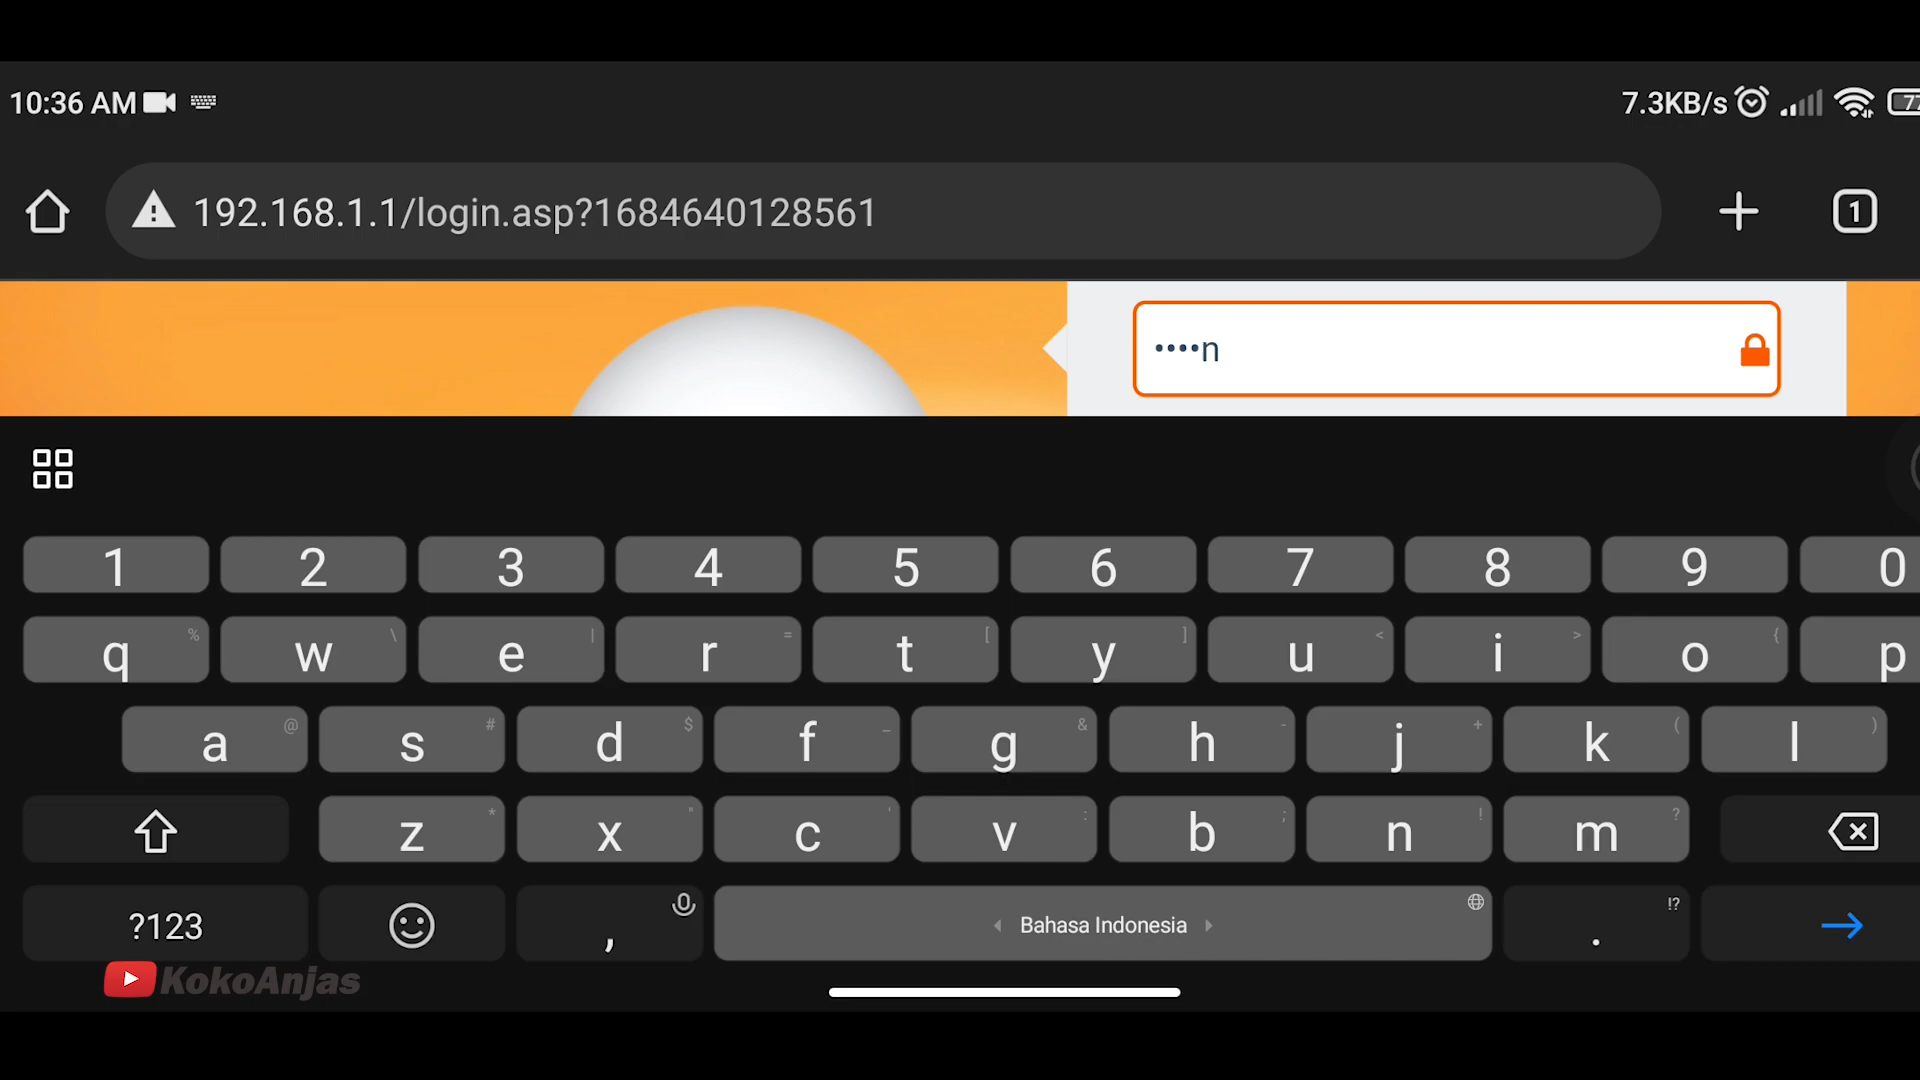 10:36 AM
7.3KB/s 77
192.168.1.1/login.asp?1684640128561
1
••••n
1 2 3 4 5 6 7 8 9 0
% \ | = [ ] < > {
q w e r t y u i o p
@ # $ _ & - + ( )
a s d f g h j k l
* " ' : ; ! ?
z x c v b n m
?123 , Bahasa Indonesia !? .
KokoAnjas